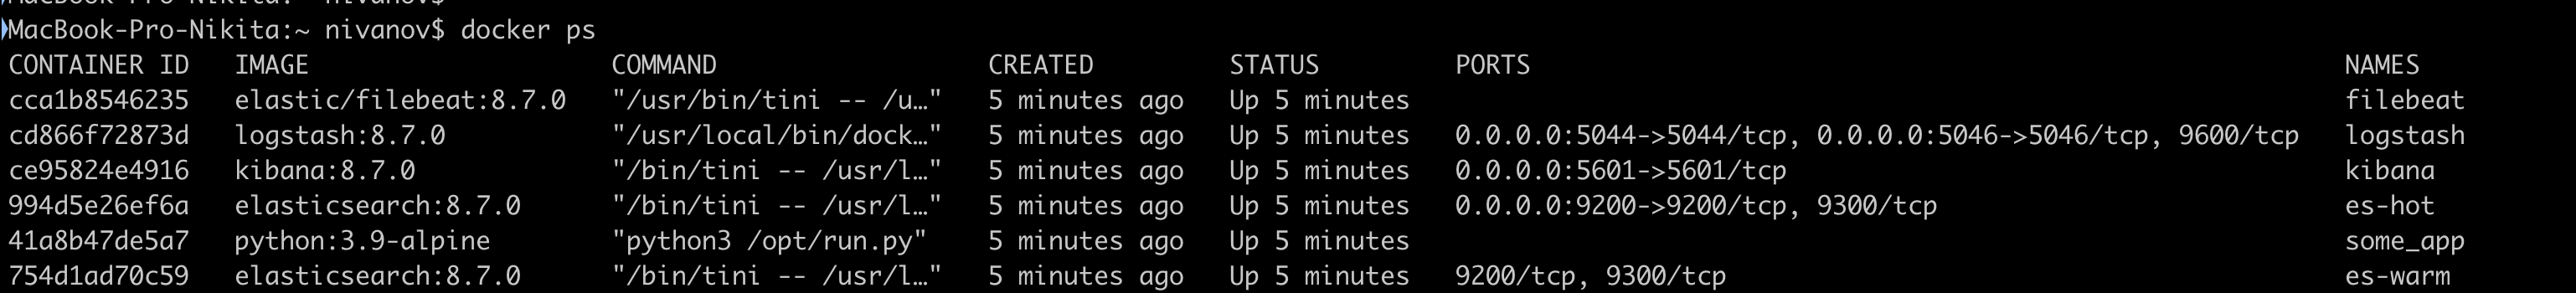 MacBook-Pro-Nikita:~ nivanov$
MacBook-Pro-Nikita:~ nivanov$ docker ps
CONTAINER ID   IMAGE                    COMMAND                  CREATED         STATUS         PORTS                                                      NAMES
cca1b8546235   elastic/filebeat:8.7.0   "/usr/bin/tini -- /u…"   5 minutes ago   Up 5 minutes                                                              filebeat
cd866f72873d   logstash:8.7.0           "/usr/local/bin/dock…"   5 minutes ago   Up 5 minutes   0.0.0.0:5044->5044/tcp, 0.0.0.0:5046->5046/tcp, 9600/tcp   logstash
ce95824e4916   kibana:8.7.0             "/bin/tini -- /usr/l…"   5 minutes ago   Up 5 minutes   0.0.0.0:5601->5601/tcp                                     kibana
994d5e26ef6a   elasticsearch:8.7.0      "/bin/tini -- /usr/l…"   5 minutes ago   Up 5 minutes   0.0.0.0:9200->9200/tcp, 9300/tcp                           es-hot
41a8b47de5a7   python:3.9-alpine        "python3 /opt/run.py"    5 minutes ago   Up 5 minutes                                                              some_app
754d1ad70c59   elasticsearch:8.7.0      "/bin/tini -- /usr/l…"   5 minutes ago   Up 5 minutes   9200/tcp, 9300/tcp                                         es-warm